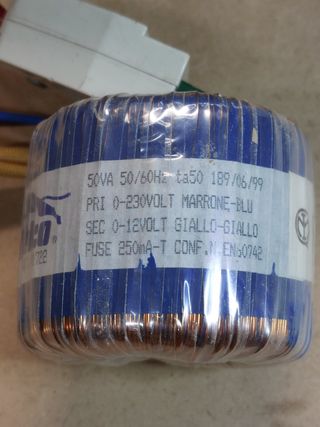 50VA 50/60Hz ta50 189/06/99
PRI 0-230VOLT MARRONE-BLU
SEC 0-12VOLT GIALLO-GIALLO
FUSE 250mA-T CONF.N.EN60742